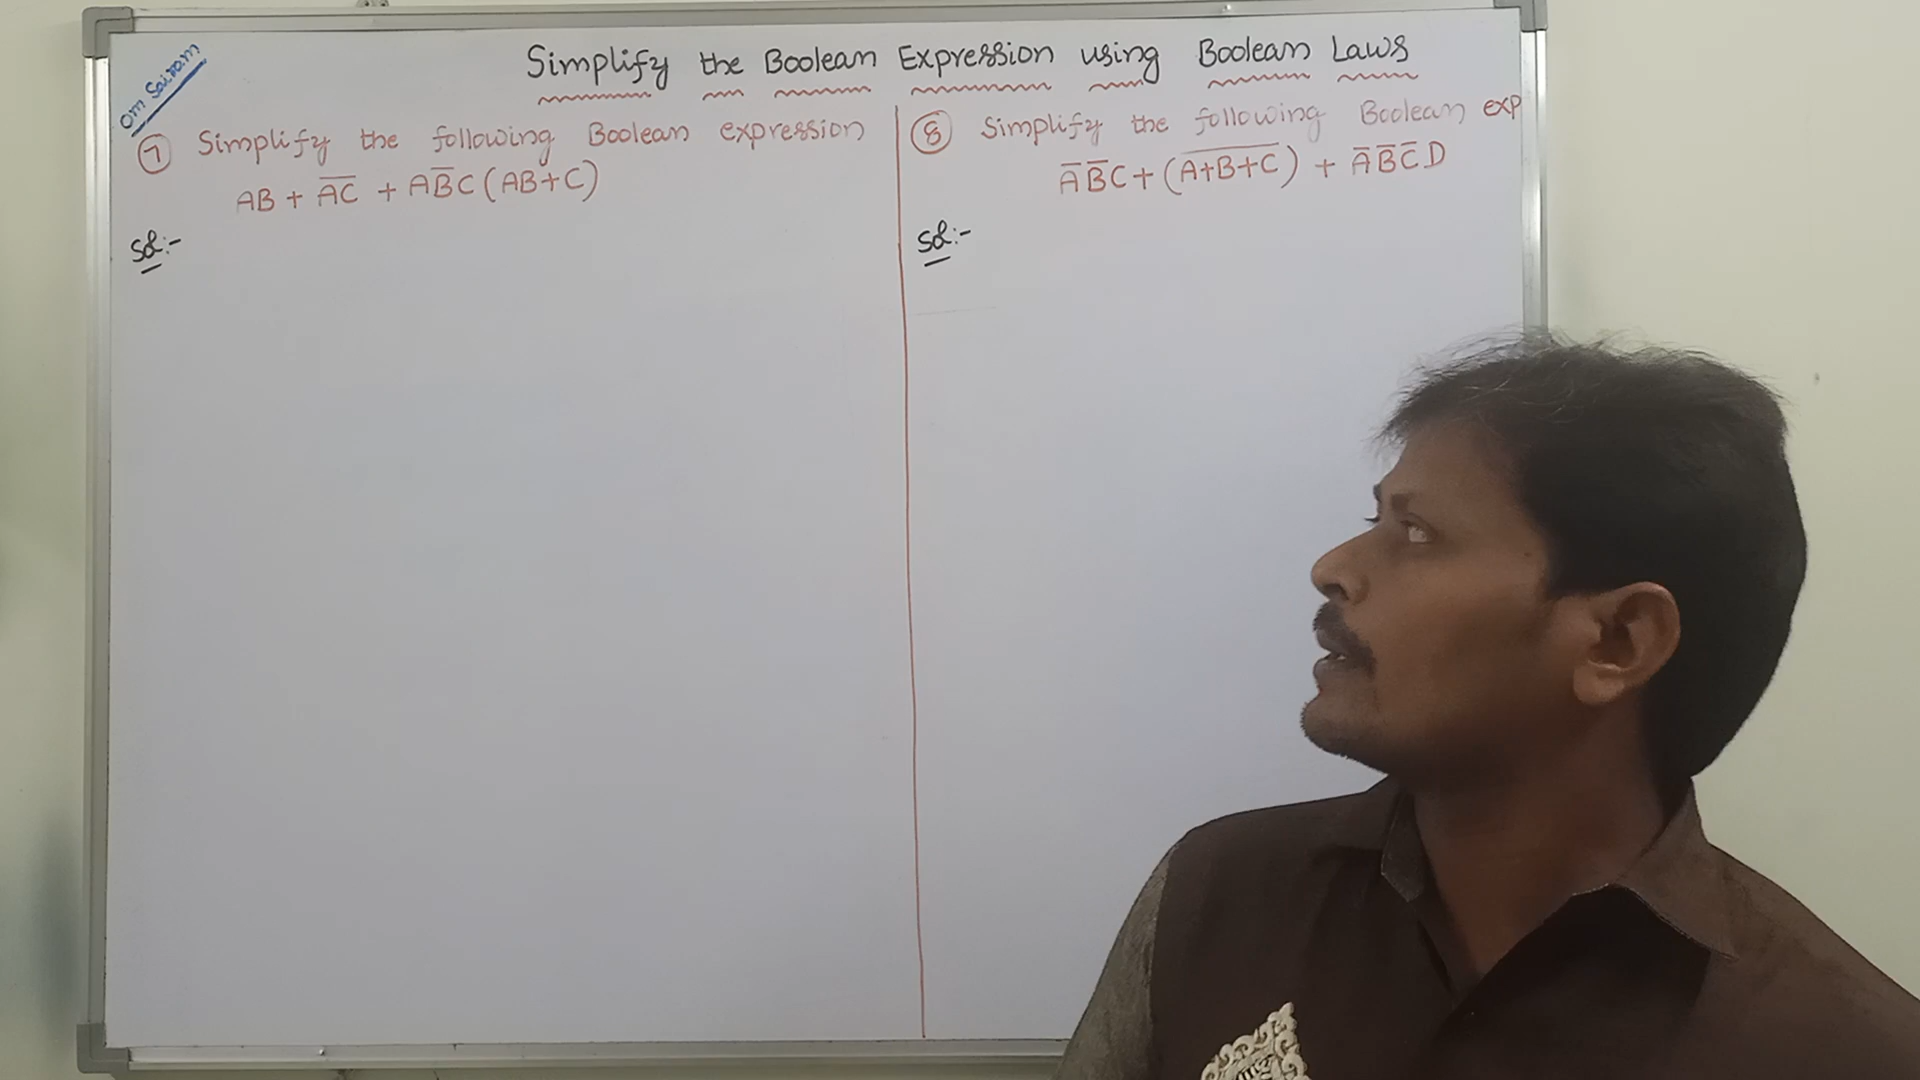 Om Sairam
Simplify the Boolean Expression using Boolean Laws
⑦ Simplify the following Boolean expression
AB + A̅C̅ + AB̅C (AB+C)
Sol:-
⑧ Simplify the following Boolean exp
A̅B̅C + (A̅+̅B̅+̅C̅) + A̅B̅C̅D
Sol:-